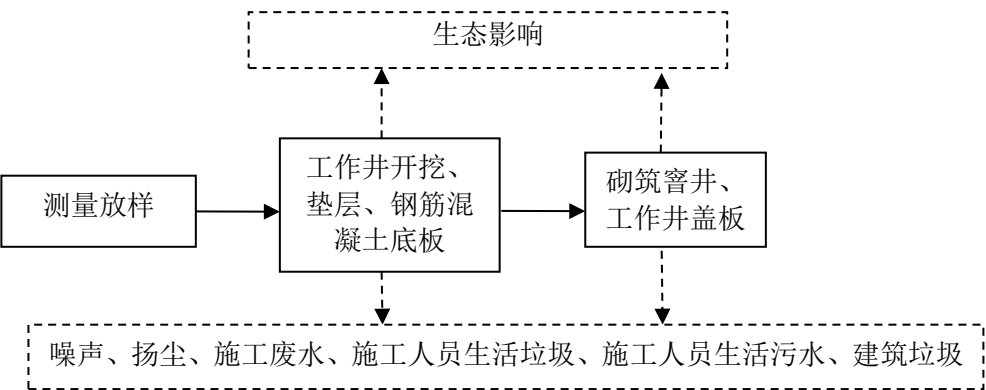 生态影响
测量放样
工作井开挖、
垫层、钢筋混
凝土底板
砌筑窨井、
工作井盖板
噪声、扬尘、施工废水、施工人员生活垃圾、施工人员生活污水、建筑垃圾